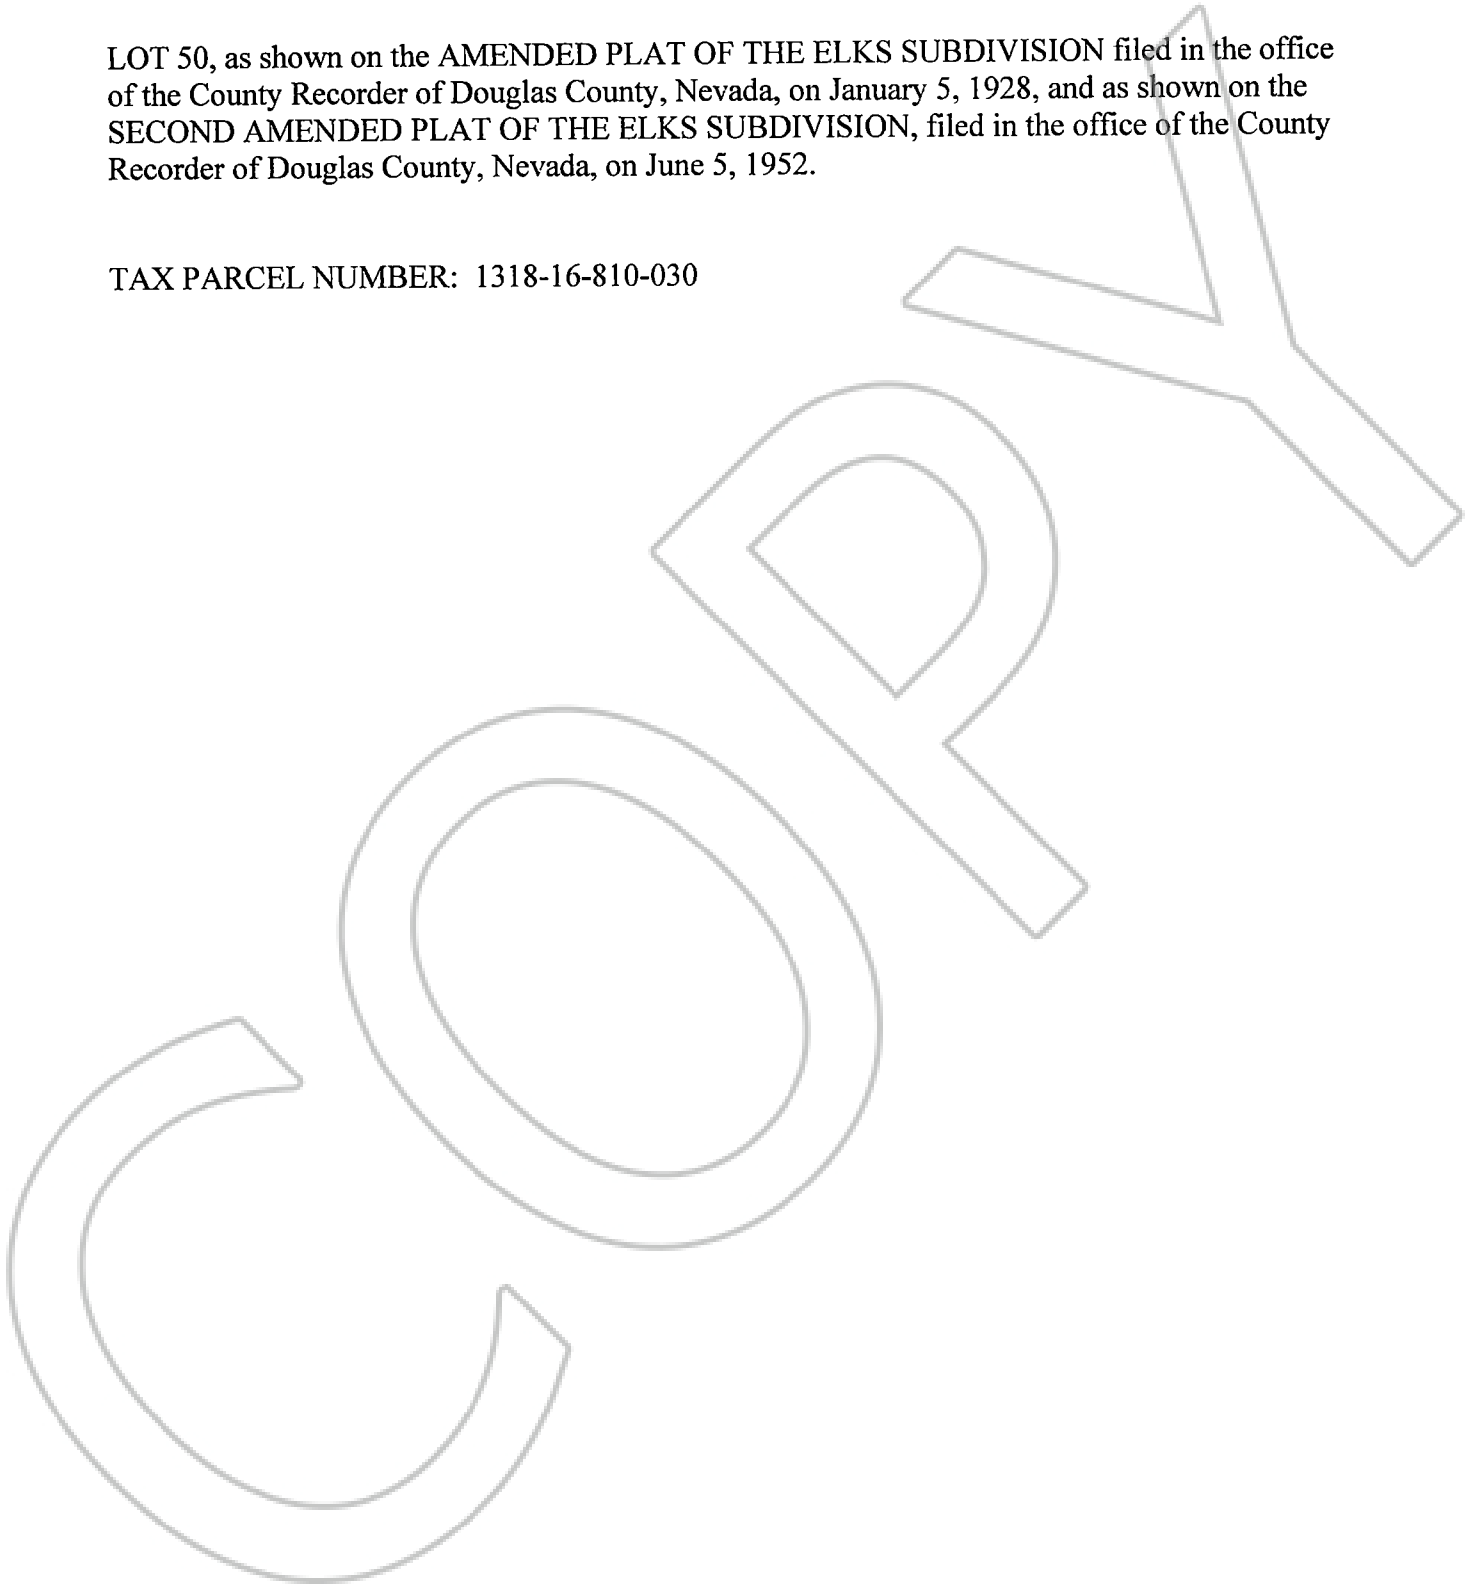 LOT 50, as shown on the AMENDED PLAT OF THE ELKS SUBDIVISION filed in the office
of the County Recorder of Douglas County, Nevada, on January 5, 1928, and as shown on the
SECOND AMENDED PLAT OF THE ELKS SUBDIVISION, filed in the office of the County
Recorder of Douglas County, Nevada, on June 5, 1952.
TAX PARCEL NUMBER: 1318-16-810-030
COPY